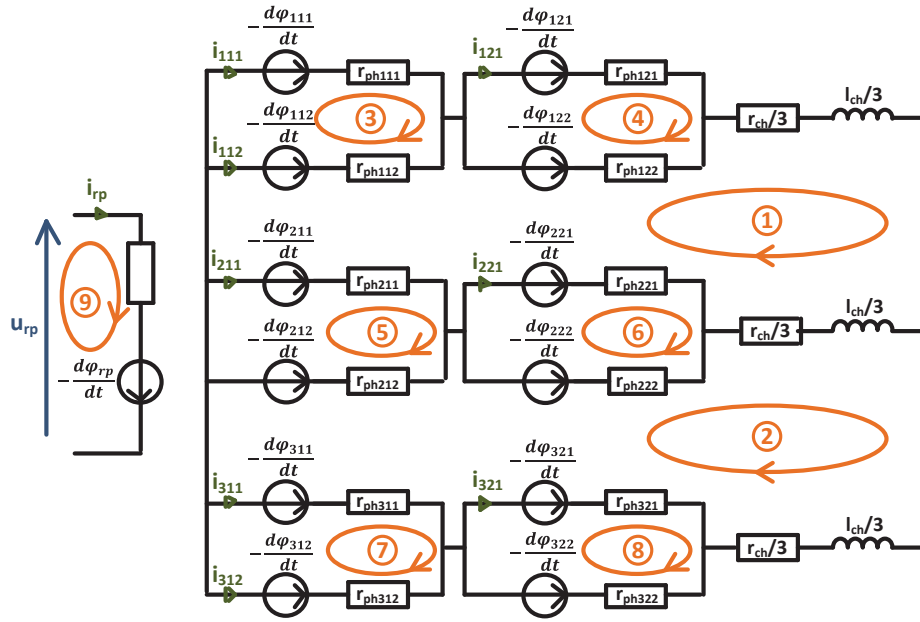 -dφ111/dt
-dφ121/dt
i111
i121
rph111
rph121
lch/3
③
④
rch/3
-dφ112/dt
-dφ122/dt
i112
rph112
rph122
irp
①
-dφ211/dt
-dφ221/dt
i211
i221
rph211
rph221
lch/3
⑨
urp
⑤
⑥
rch/3
-dφ212/dt
-dφ222/dt
-dφrp/dt
rph212
rph222
②
-dφ311/dt
-dφ321/dt
i311
i321
rph311
rph321
lch/3
⑦
⑧
rch/3
-dφ312/dt
-dφ322/dt
i312
rph312
rph322